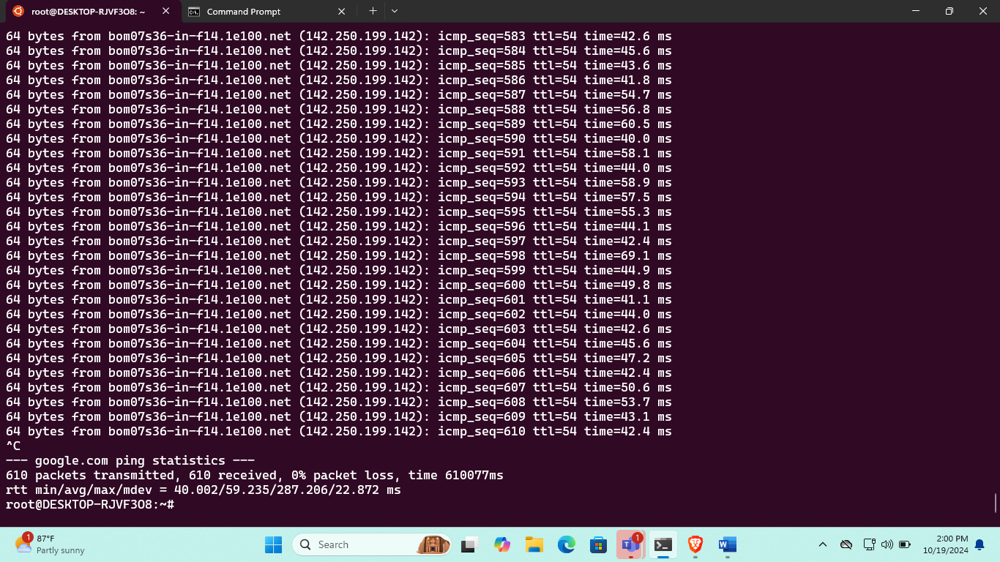 root@DESKTOP-RJVF3O8: ~
Command Prompt
64 bytes from bom07s36-in-f14.1e100.net (142.250.199.142): icmp_seq=583 ttl=54 time=42.6 ms
64 bytes from bom07s36-in-f14.1e100.net (142.250.199.142): icmp_seq=584 ttl=54 time=45.6 ms
64 bytes from bom07s36-in-f14.1e100.net (142.250.199.142): icmp_seq=585 ttl=54 time=43.6 ms
64 bytes from bom07s36-in-f14.1e100.net (142.250.199.142): icmp_seq=586 ttl=54 time=41.8 ms
64 bytes from bom07s36-in-f14.1e100.net (142.250.199.142): icmp_seq=587 ttl=54 time=54.7 ms
64 bytes from bom07s36-in-f14.1e100.net (142.250.199.142): icmp_seq=588 ttl=54 time=56.8 ms
64 bytes from bom07s36-in-f14.1e100.net (142.250.199.142): icmp_seq=589 ttl=54 time=60.5 ms
64 bytes from bom07s36-in-f14.1e100.net (142.250.199.142): icmp_seq=590 ttl=54 time=40.0 ms
64 bytes from bom07s36-in-f14.1e100.net (142.250.199.142): icmp_seq=591 ttl=54 time=58.1 ms
64 bytes from bom07s36-in-f14.1e100.net (142.250.199.142): icmp_seq=592 ttl=54 time=44.0 ms
64 bytes from bom07s36-in-f14.1e100.net (142.250.199.142): icmp_seq=593 ttl=54 time=58.9 ms
64 bytes from bom07s36-in-f14.1e100.net (142.250.199.142): icmp_seq=594 ttl=54 time=57.5 ms
64 bytes from bom07s36-in-f14.1e100.net (142.250.199.142): icmp_seq=595 ttl=54 time=55.3 ms
64 bytes from bom07s36-in-f14.1e100.net (142.250.199.142): icmp_seq=596 ttl=54 time=44.1 ms
64 bytes from bom07s36-in-f14.1e100.net (142.250.199.142): icmp_seq=597 ttl=54 time=42.4 ms
64 bytes from bom07s36-in-f14.1e100.net (142.250.199.142): icmp_seq=598 ttl=54 time=69.1 ms
64 bytes from bom07s36-in-f14.1e100.net (142.250.199.142): icmp_seq=599 ttl=54 time=44.9 ms
64 bytes from bom07s36-in-f14.1e100.net (142.250.199.142): icmp_seq=600 ttl=54 time=49.8 ms
64 bytes from bom07s36-in-f14.1e100.net (142.250.199.142): icmp_seq=601 ttl=54 time=41.1 ms
64 bytes from bom07s36-in-f14.1e100.net (142.250.199.142): icmp_seq=602 ttl=54 time=44.0 ms
64 bytes from bom07s36-in-f14.1e100.net (142.250.199.142): icmp_seq=603 ttl=54 time=42.6 ms
64 bytes from bom07s36-in-f14.1e100.net (142.250.199.142): icmp_seq=604 ttl=54 time=45.6 ms
64 bytes from bom07s36-in-f14.1e100.net (142.250.199.142): icmp_seq=605 ttl=54 time=47.2 ms
64 bytes from bom07s36-in-f14.1e100.net (142.250.199.142): icmp_seq=606 ttl=54 time=42.4 ms
64 bytes from bom07s36-in-f14.1e100.net (142.250.199.142): icmp_seq=607 ttl=54 time=50.6 ms
64 bytes from bom07s36-in-f14.1e100.net (142.250.199.142): icmp_seq=608 ttl=54 time=53.7 ms
64 bytes from bom07s36-in-f14.1e100.net (142.250.199.142): icmp_seq=609 ttl=54 time=43.1 ms
64 bytes from bom07s36-in-f14.1e100.net (142.250.199.142): icmp_seq=610 ttl=54 time=42.4 ms
^C
--- google.com ping statistics ---
610 packets transmitted, 610 received, 0% packet loss, time 610077ms
rtt min/avg/max/mdev = 40.002/59.235/287.206/22.872 ms
root@DESKTOP-RJVF3O8:~#
1
87°F
Partly sunny
Search
1
2:00 PM
10/19/2024